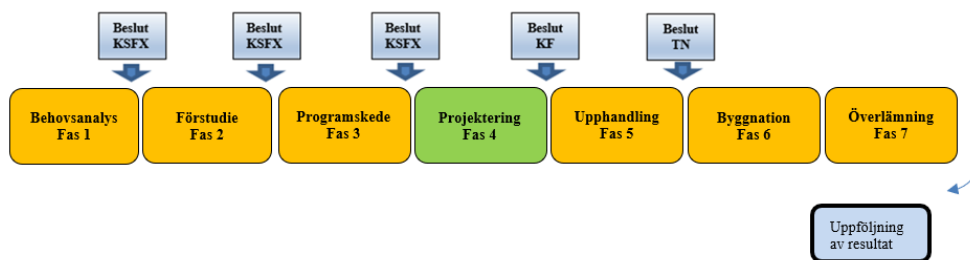 Beslut
KSFX
Beslut
KSFX
Beslut
KSFX
Beslut
KF
Beslut
TN
Behovsanalys
Fas 1
Förstudie
Fas 2
Programskede
Fas 3
Projektering
Fas 4
Upphandling
Fas 5
Byggnation
Fas 6
Överlämning
Fas 7
Uppföljning
av resultat